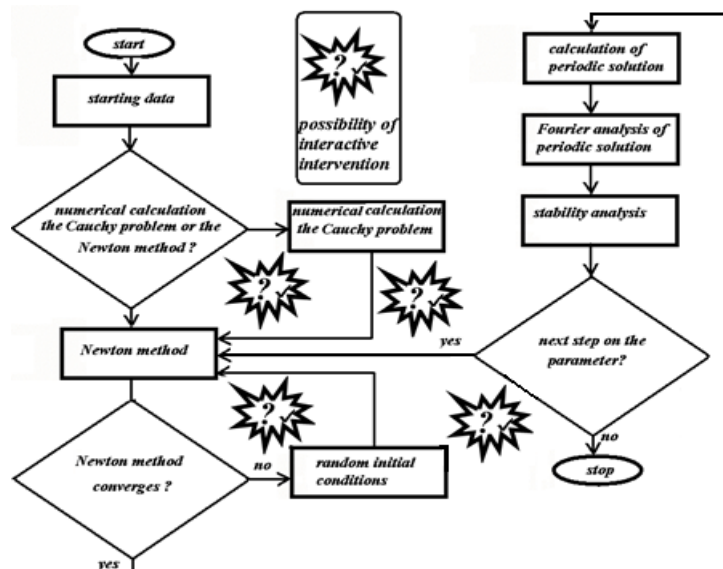 start
starting data
numerical calculation
the Cauchy problem or the
Newton method ?
numerical calculation
the Cauchy problem
?
possibility of
interactive
intervention
?
?
Newton method
?
Newton method
converges ?
no
random initial
conditions
yes
calculation of
periodic solution
Fourier analysis of
periodic solution
stability analysis
next step on the
parameter?
yes
?
no
stop